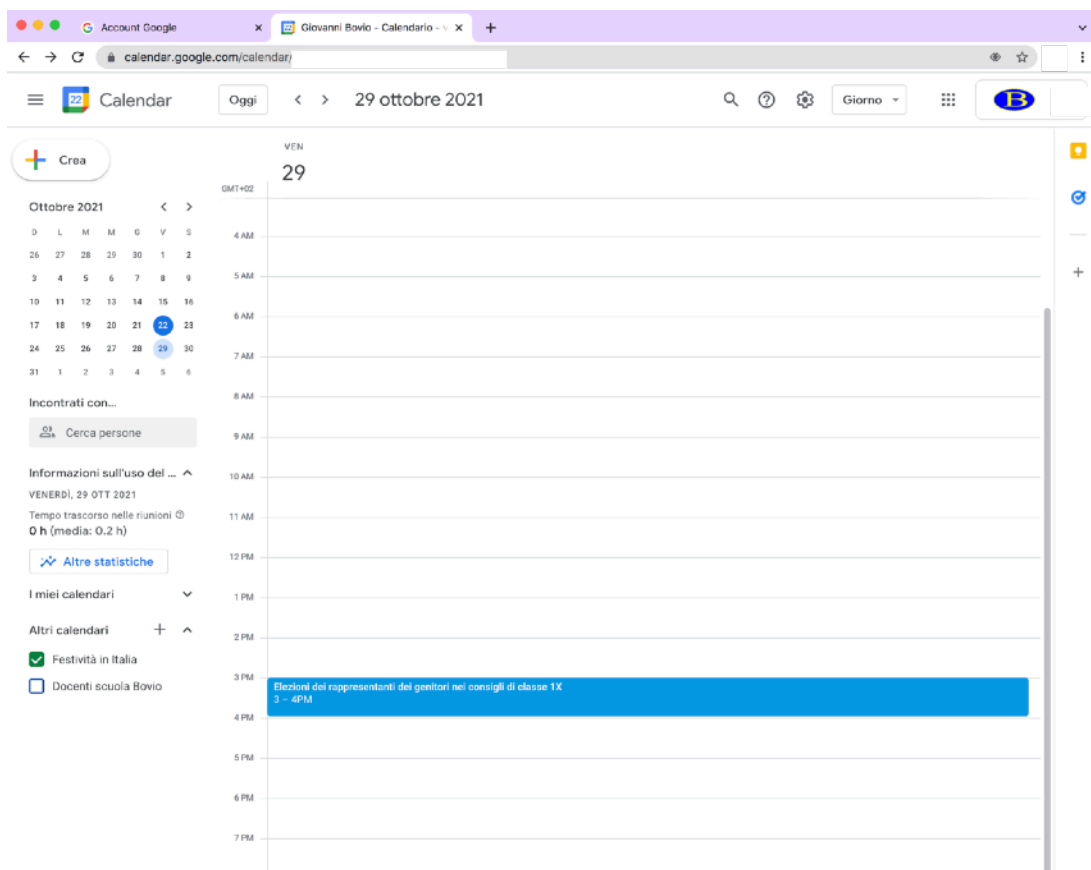 Account Google
Giovanni Bovio - Calendario - v
calendar.google.com/calendar/
22 Calendar Oggi 29 ottobre 2021 Giorno B
Crea
Ottobre 2021
D L M M G V S
26 27 28 29 30 1 2
3 4 5 6 7 8 9
10 11 12 13 14 15 16
17 18 19 20 21 22 23
24 25 26 27 28 29 30
31 1 2 3 4 5 6
Incontrati con...
Cerca persone
Informazioni sull'uso del ...
VENERDÌ, 29 OTT 2021
Tempo trascorso nelle riunioni
0 h (media: 0.2 h)
Altre statistiche
I miei calendari
Altri calendari
Festività in Italia
Docenti scuola Bovio
VEN
29
GMT+02
4 AM
5 AM
6 AM
7 AM
8 AM
9 AM
10 AM
11 AM
12 PM
1 PM
2 PM
3 PM
Elezioni dei rappresentanti dei genitori nei consigli di classe 1X
3 – 4PM
4 PM
5 PM
6 PM
7 PM